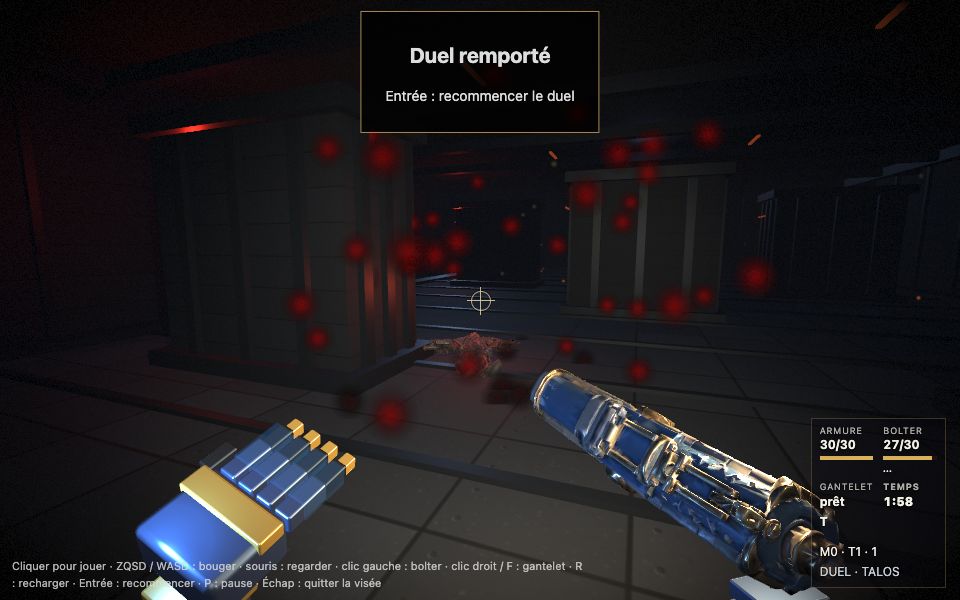 Duel remporté
Entrée : recommencer le duel
ARMURE BOLTER
30/30 27/30
...
GANTELET TEMPS
prêt 1:58
T
M0 · T1 · 1
DUEL · TALOS
Cliquer pour jouer · ZQSD / WASD : bouger · souris : regarder · clic gauche : bolter · clic droit / F : gantelet · R
: recharger · Entrée : recommencer · P : pause · Échap : quitter la visée